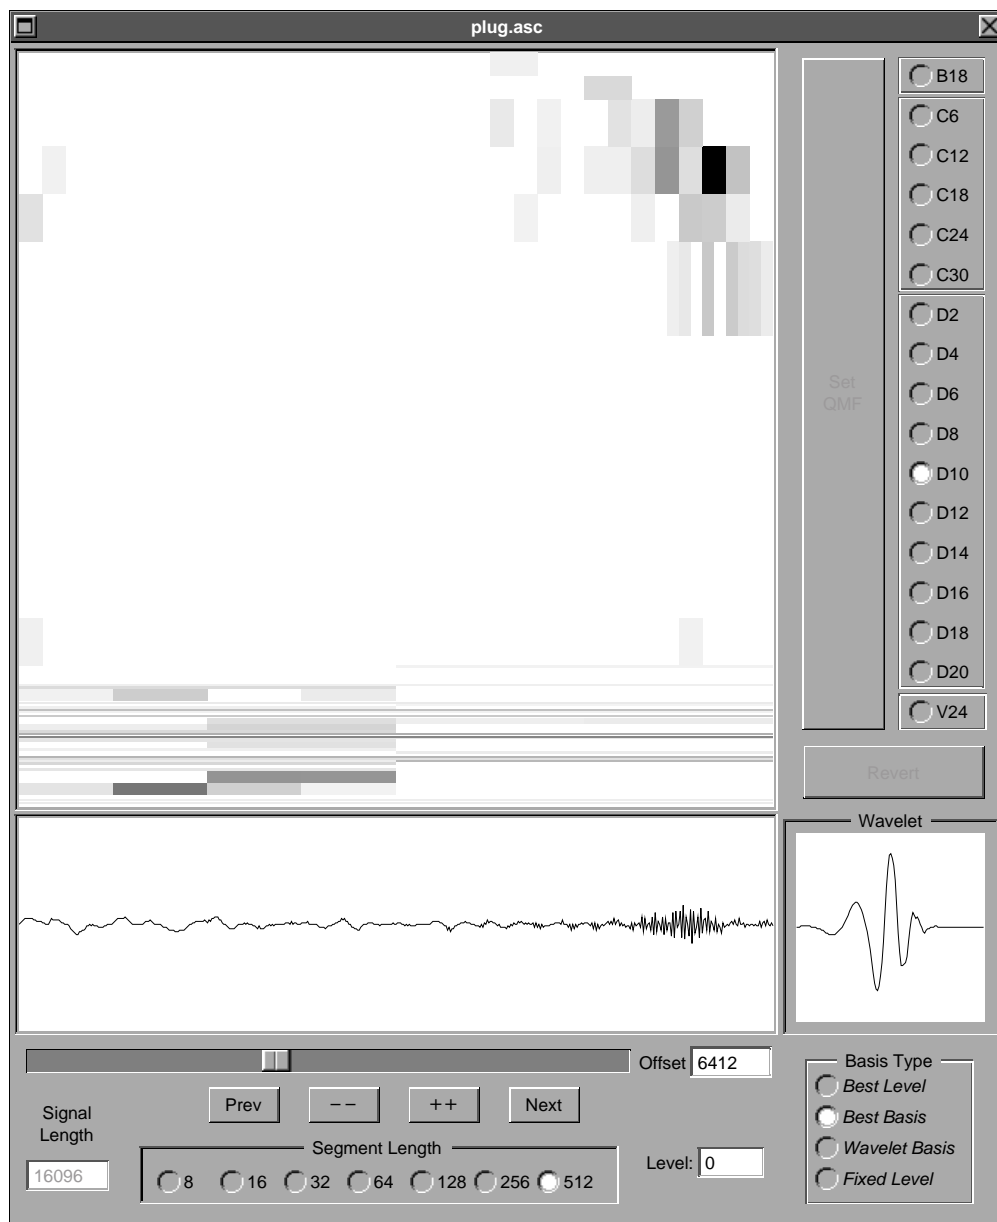 plug.asc
B18
C6
C12
C18
C24
C30
D2
D4
D6
D8
D10
D12
D14
D16
D18
D20
V24
Set
QMF
Revert
Wavelet
Offset 6412
Prev
--
++
Next
Signal
Length
16096
Segment Length
8 16 32 64 128 256 512
Level: 0
Basis Type
Best Level
Best Basis
Wavelet Basis
Fixed Level